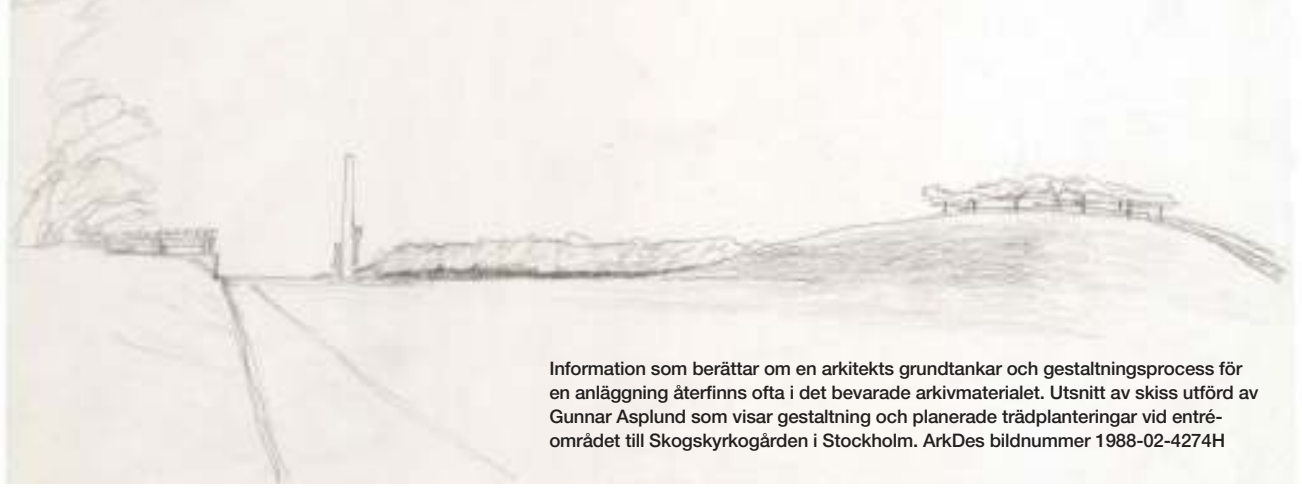 Information som berättar om en arkitekts grundtankar och gestaltningsprocess för
en anläggning återfinns ofta i det bevarade arkivmaterialet. Utsnitt av skiss utförd av
Gunnar Asplund som visar gestaltning och planerade trädplanteringar vid entré-
området till Skogskyrkogården i Stockholm. ArkDes bildnummer 1988-02-4274H